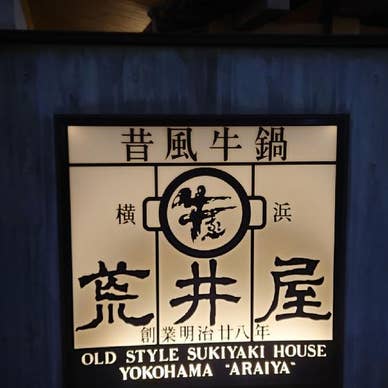 昔風牛鍋
横 浜
荒井屋
創業明治廿八年
OLD STYLE SUKIYAKI HOUSE
YOKOHAMA "ARAIYA"